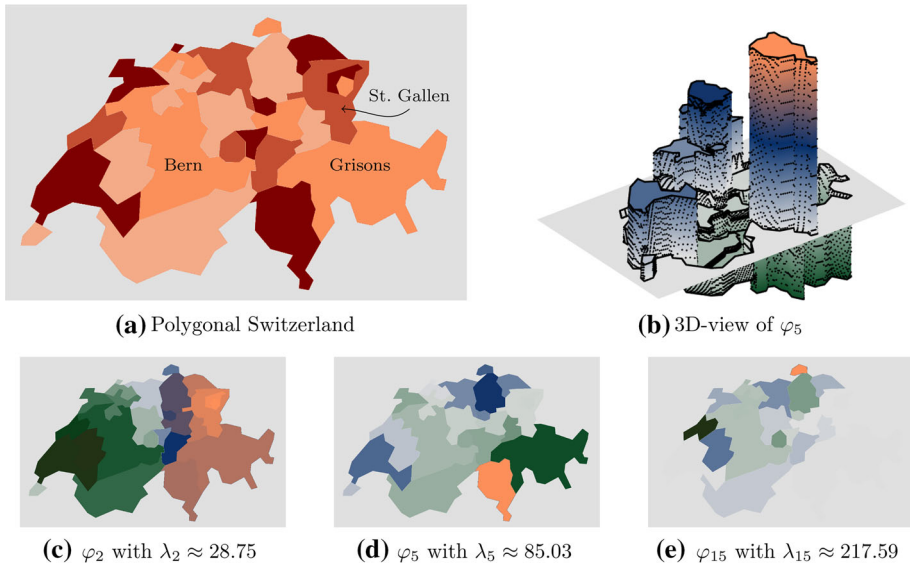 St. Gallen
Bern
Grisons
(a) Polygonal Switzerland
(b) 3D-view of φ₅
(c) φ₂ with λ₂ ≈ 28.75
(d) φ₅ with λ₅ ≈ 85.03
(e) φ₁₅ with λ₁₅ ≈ 217.59